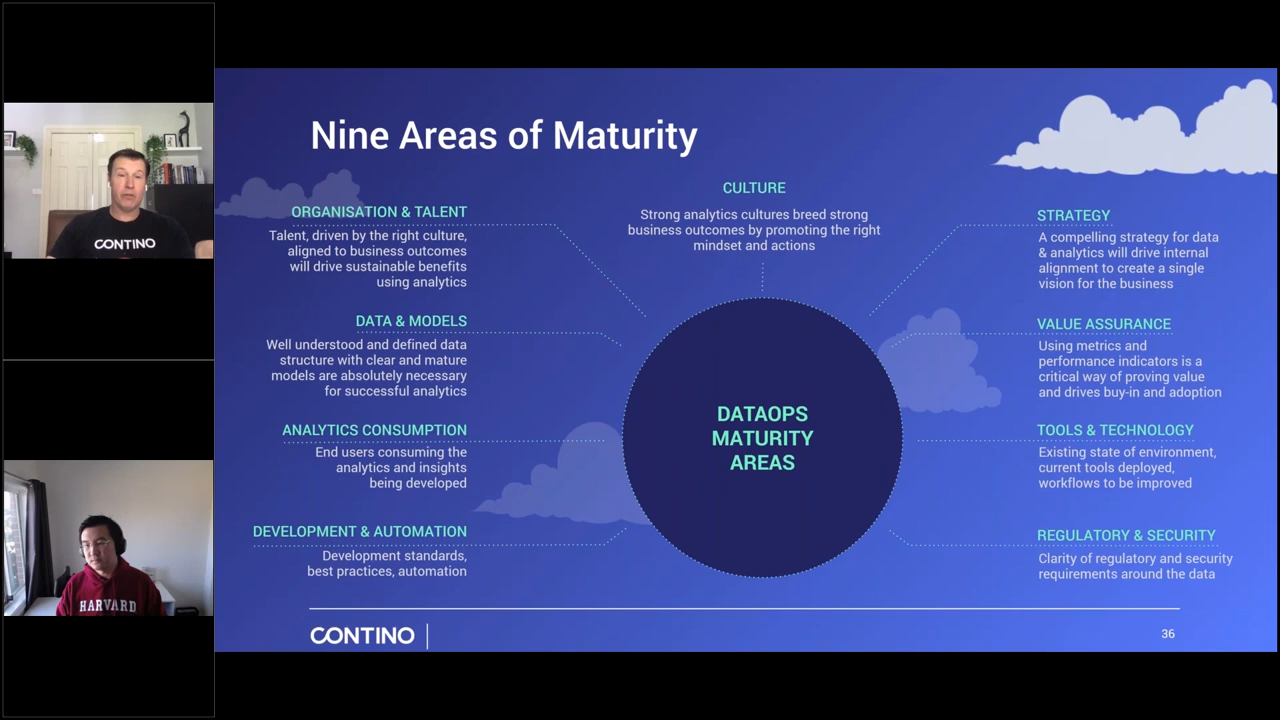 CONTINO
HARVARD
Nine Areas of Maturity
CULTURE
Strong analytics cultures breed strong
business outcomes by promoting the right
mindset and actions
ORGANISATION & TALENT
Talent, driven by the right culture,
aligned to business outcomes
will drive sustainable benefits
using analytics
DATA & MODELS
Well understood and defined data
structure with clear and mature
models are absolutely necessary
for successful analytics
ANALYTICS CONSUMPTION
End users consuming the
analytics and insights
being developed
DEVELOPMENT & AUTOMATION
Development standards,
best practices, automation
DATAOPS
MATURITY
AREAS
STRATEGY
A compelling strategy for data
& analytics will drive internal
alignment to create a single
vision for the business
VALUE ASSURANCE
Using metrics and
performance indicators is a
critical way of proving value
and drives buy-in and adoption
TOOLS & TECHNOLOGY
Existing state of environment,
current tools deployed,
workflows to be improved
REGULATORY & SECURITY
Clarity of regulatory and security
requirements around the data
CONTINO
36